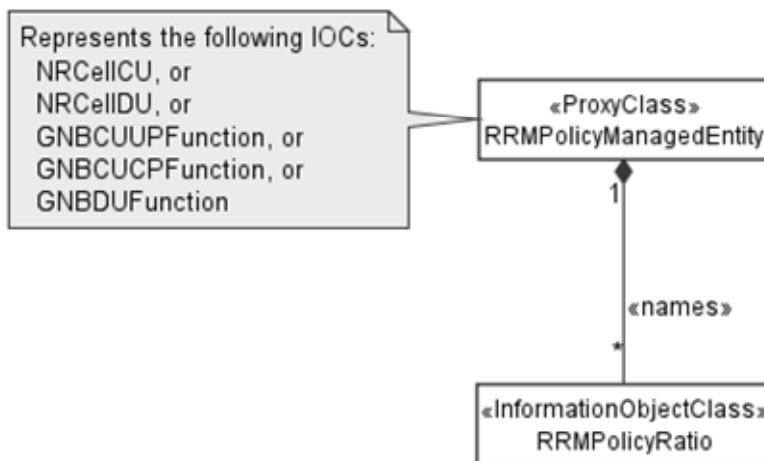 Represents the following IOCs:
NRCellCU, or
NRCellDU, or
GNBCUUPFunction, or
GNBCUCPFunction, or
GNBDUFunction
«ProxyClass»
RRMPolicyManagedEntity
1
«names»
*
«InformationObjectClass»
RRMPolicyRatio